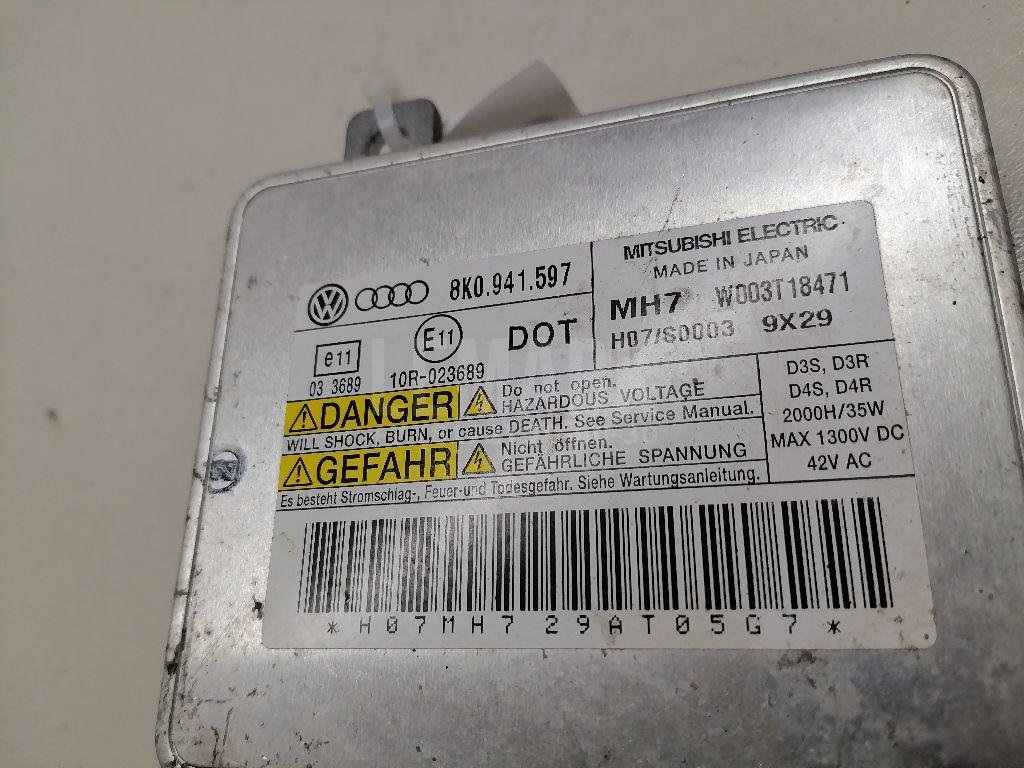 8K0.941.597
MITSUBISHI ELECTRIC
MADE IN JAPAN
MH7 W003T18471
H07/S0003 9X29
e11
03 3689
E11
10R-023689
DOT
DANGER
Do not open.
HAZARDOUS VOLTAGE
WILL SHOCK, BURN, or cause DEATH. See Service Manual.
GEFAHR
Nicht öffnen.
GEFÄHRLICHE SPANNUNG
Es besteht Stromschlag-, Feuer-und Todesgefahr. Siehe Wartungsanleitung.
D3S, D3R
D4S, D4R
2000H/35W
MAX 1300V DC
42V AC
*H07MH729AT05G7*